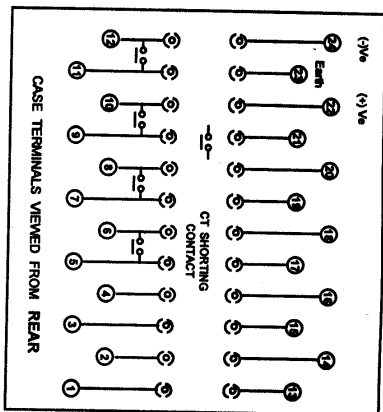 (-)Ve (+) Ve
24 22 20 18 16 14
Earth
23 21 19 17 15 13
CT SHORTING
CONTACT
12 10 8 6 4 2
11 9 7 5 3 1
CASE TERMINALS VIEWED FROM REAR